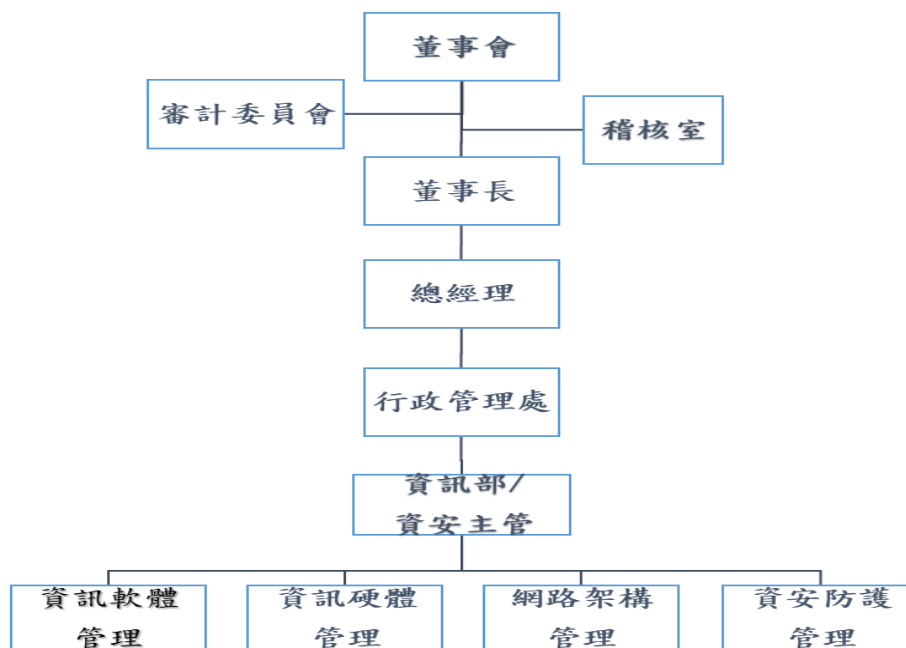 董事會
審計委員會
稽核室
董事長
總經理
行政管理處
資訊部/
資安主管
資訊軟體
管理
資訊硬體
管理
網路架構
管理
資安防護
管理